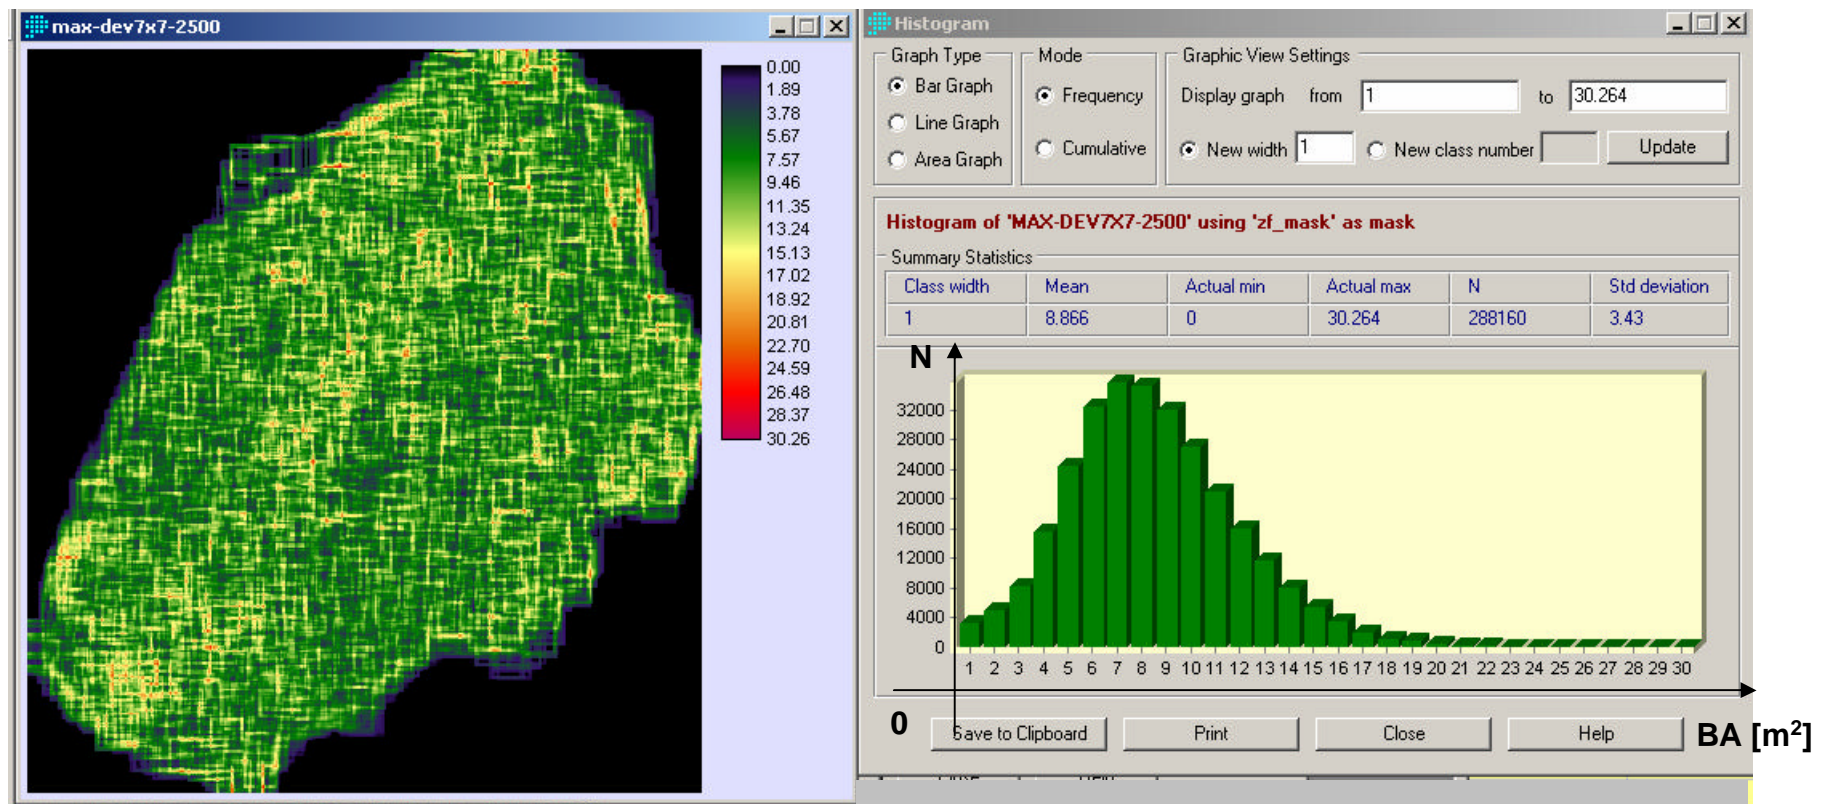 max-dev7x7-2500
0.00
1.89
3.78
5.67
7.57
9.46
11.35
13.24
15.13
17.02
18.92
20.81
22.70
24.59
26.48
28.37
30.26
Histogram
Graph Type
Bar Graph
Line Graph
Area Graph
Mode
Frequency
Cumulative
Graphic View Settings
Display graph from 1 to 30.264
New width 1 New class number Update
Histogram of 'MAX-DEV7X7-2500' using 'zf_mask' as mask
Summary Statistics
Class width Mean Actual min Actual max N Std deviation
1 8.866 0 30.264 288160 3.43
N
32000
28000
24000
20000
16000
12000
8000
4000
0
1 2 3 4 5 6 7 8 9 10 11 12 13 14 15 16 17 18 19 20 21 22 23 24 25 26 27 28 29 30
0
BA [m²]
Save to Clipboard Print Close Help